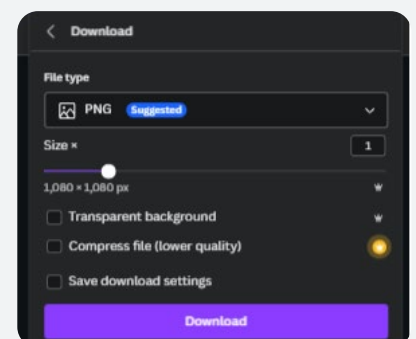 Download
File type
PNG Suggested
Size × 1
1,080 × 1,080 px
Transparent background
Compress file (lower quality)
Save download settings
Download